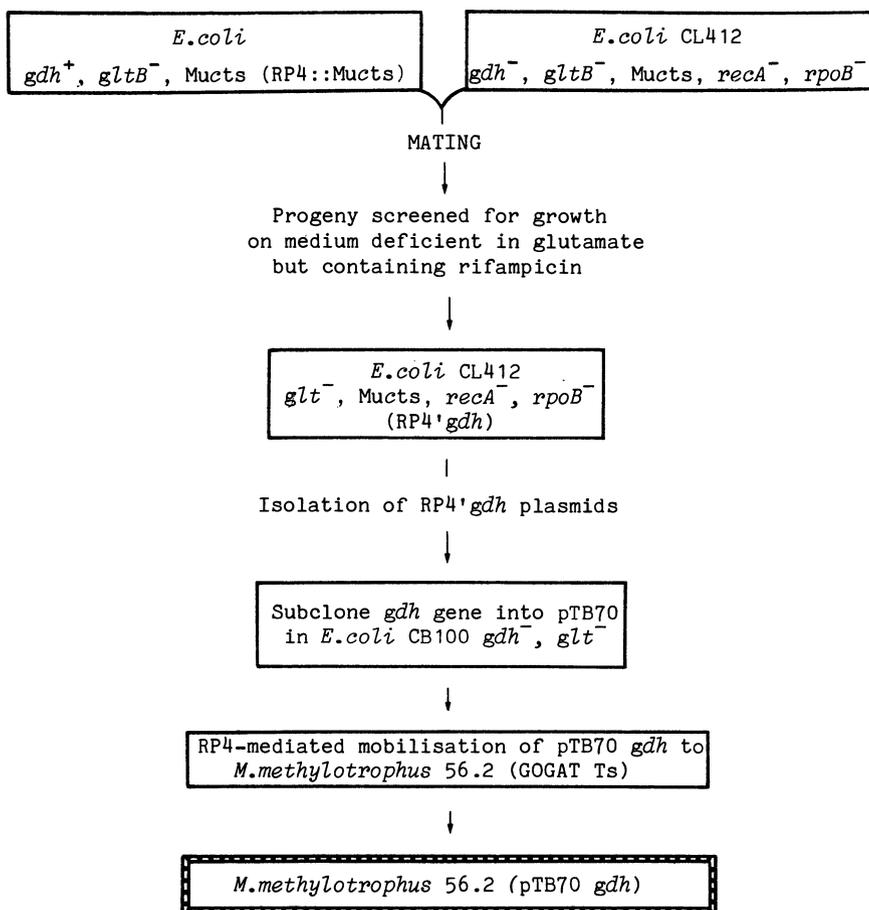 E.coli
gdh+, gltB-, Mucts (RP4::Mucts)
E.coli CL412
gdh-, gltB-, Mucts, recA-, rpoB-
MATING
Progeny screened for growth
on medium deficient in glutamate
but containing rifampicin
E.coli CL412
glt-, Mucts, recA-, rpoB-
(RP4'gdh)
Isolation of RP4'gdh plasmids
Subclone gdh gene into pTB70
in E.coli CB100 gdh-, glt-
RP4-mediated mobilisation of pTB70 gdh to
M.methylotrophus 56.2 (GOGAT Ts)
M.methylotrophus 56.2 (pTB70 gdh)